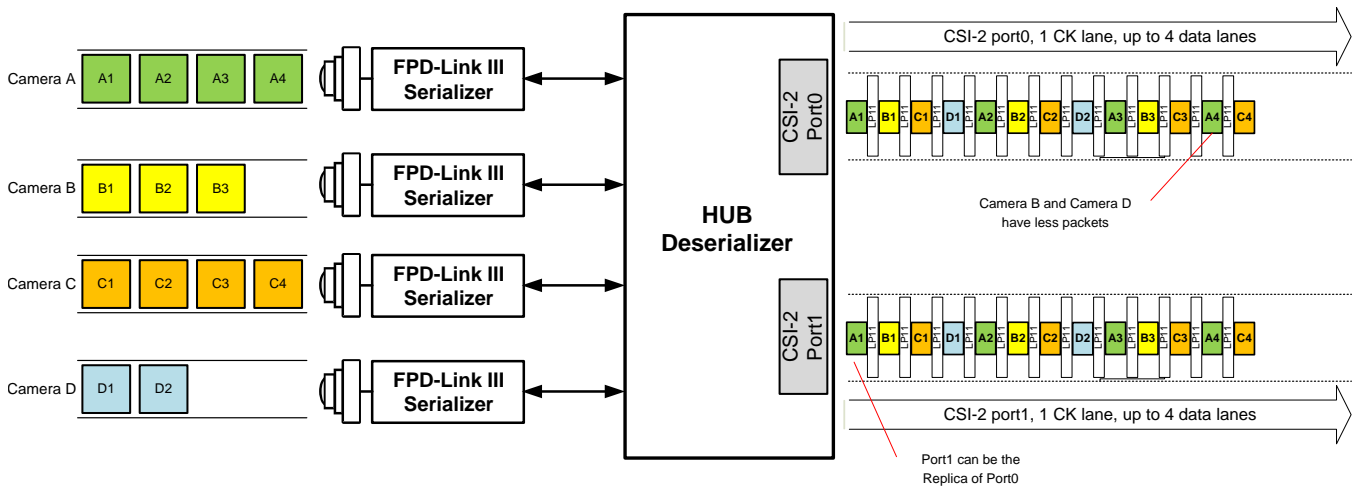 CSI-2 port0, 1 CK lane, up to 4 data lanes
Camera A
A1 A2 A3 A4
FPD-Link III
Serializer
CSI-2
Port0
A1 LP11 B1 LP11 C1 LP11 D1 LP11 A2 LP11 B2 LP11 C2 LP11 D2 LP11 A3 LP11 B3 LP11 C3 LP11 A4 LP11 C4
Camera B
B1 B2 B3
FPD-Link III
Serializer
Camera B and Camera D
have less packets
HUB
Deserializer
Camera C
C1 C2 C3 C4
FPD-Link III
Serializer
CSI-2
Port1
A1 LP11 B1 LP11 C1 LP11 D1 LP11 A2 LP11 B2 LP11 C2 LP11 D2 LP11 A3 LP11 B3 LP11 C3 LP11 A4 LP11 C4
Camera D
D1 D2
FPD-Link III
Serializer
CSI-2 port1, 1 CK lane, up to 4 data lanes
Port1 can be the
Replica of Port0